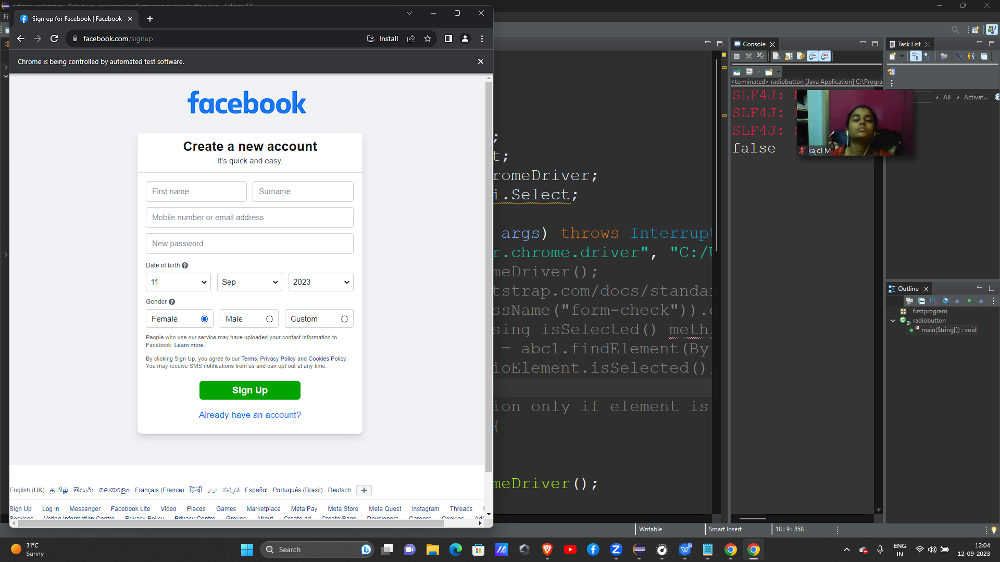 Sign up for Facebook | Facebook
facebook.com/signup
Install
Chrome is being controlled by automated test software.
facebook
Create a new account
It's quick and easy.
First name
Surname
Mobile number or email address
New password
Date of birth
11
Sep
2023
Gender
Female
Male
Custom
People who use our service may have uploaded your contact information to
Facebook. Learn more.
By clicking Sign Up, you agree to our Terms, Privacy Policy and Cookies Policy.
You may receive SMS notifications from us and can opt out at any time.
Sign Up
Already have an account?
English (UK) தமிழ் తెలుగు മലയാളം Français (France) हिन्दी اردو ಕನ್ನಡ Español Português (Brasil) Deutsch +
Sign Up Log in Messenger Facebook Lite Video Places Games Marketplace Meta Pay Meta Store Meta Quest Instagram Threads
Services Voting Information Centre Privacy Policy Privacy Centre Groups About Create ad Create Page Developers Careers Cookies
;
t;
romeDriver;
i.Select;
args) throws Interrupt
r.chrome.driver", "C:/U
meDriver();
tstrap.com/docs/standar
ssName("form-check")).c
sing isSelected() meth
= abc1.findElement(By
ioElement.isSelected()
ion only if element is
{
meDriver();
Console
<terminated> radiobutton [Java Application] C:\Progra
SLF4J:
SLF4J:
SLF4J:
false
kajol M
Task List
All
Activat...
Outline
firstprogram
radiobutton
main(String[]) : void
Writable
Smart Insert
18 : 9 : 858
31°C
Sunny
Search
ENG
IN
12:04
12-09-2023